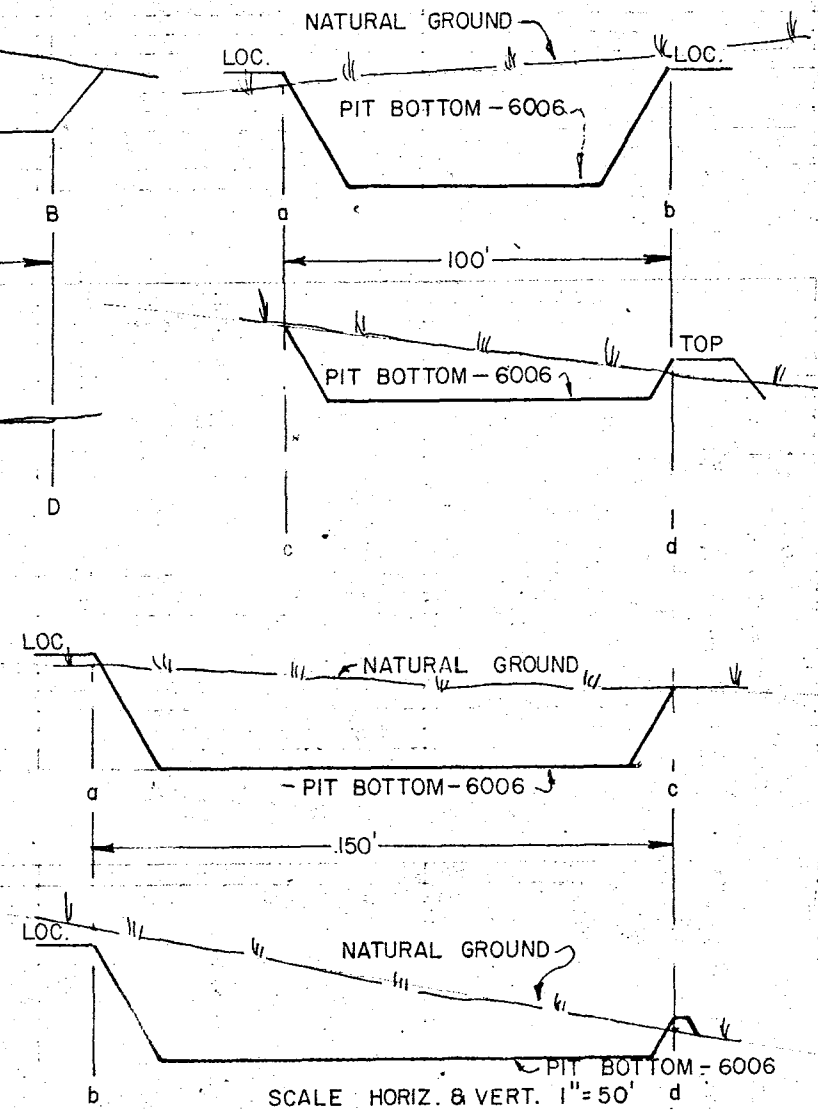 NATURAL GROUND
LOC.
LOC.
PIT BOTTOM-6006
B
a
b
100'
TOP
PIT BOTTOM-6006
D
c
d
LOC.
NATURAL GROUND
a
PIT BOTTOM-6006
c
150'
LOC.
NATURAL GROUND
PIT BOTTOM-6006
b
SCALE HORIZ. & VERT. 1"=50'
d